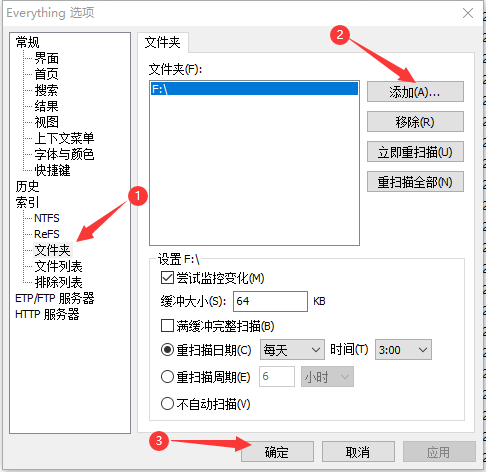 Everything 选项
常规
界面
首页
搜索
结果
视图
上下文菜单
字体与颜色
快捷键
历史
索引
NTFS
ReFS
文件夹
文件列表
排除列表
ETP/FTP 服务器
HTTP 服务器
1
文件夹
文件夹(F):
F:\
2
添加(A)...
移除(R)
立即重扫描(U)
重扫描全部(N)
设置 F:\
尝试监控变化(M)
缓冲大小(S): 64 KB
满缓冲完整扫描(B)
重扫描日期(C) 每天 时间(T) 3:00
重扫描周期(E) 6 小时
不自动扫描(V)
3
确定 取消 应用